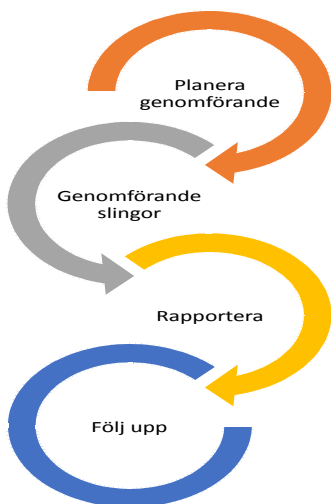 Planera
genomförande
Genomförande
slingor
Rapportera
Följ upp